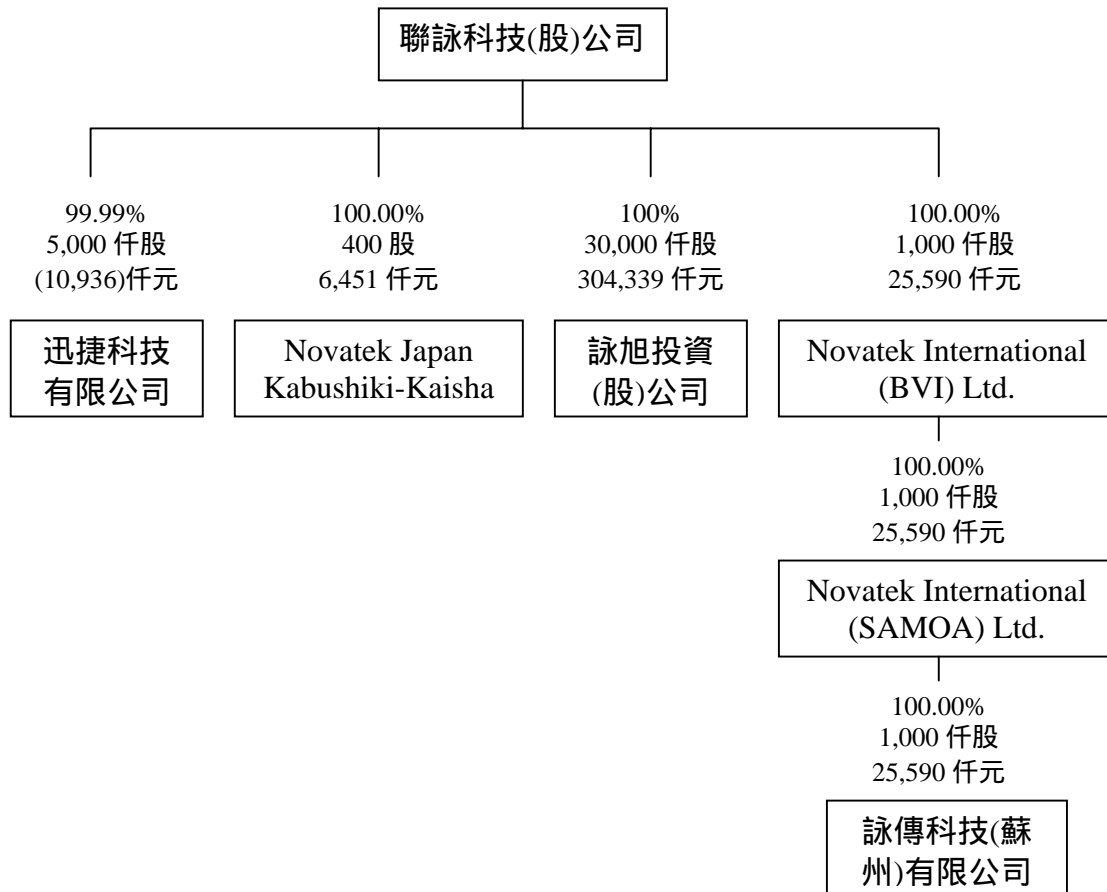 聯詠科技(股)公司
99.99%
5,000 仟股
(10,936)仟元
100.00%
400 股
6,451 仟元
100%
30,000 仟股
304,339 仟元
100.00%
1,000 仟股
25,590 仟元
迅捷科技
有限公司
Novatek Japan
Kabushiki-Kaisha
詠旭投資
(股)公司
Novatek International
(BVI) Ltd.
100.00%
1,000 仟股
25,590 仟元
Novatek International
(SAMOA) Ltd.
100.00%
1,000 仟股
25,590 仟元
詠傳科技(蘇
州)有限公司